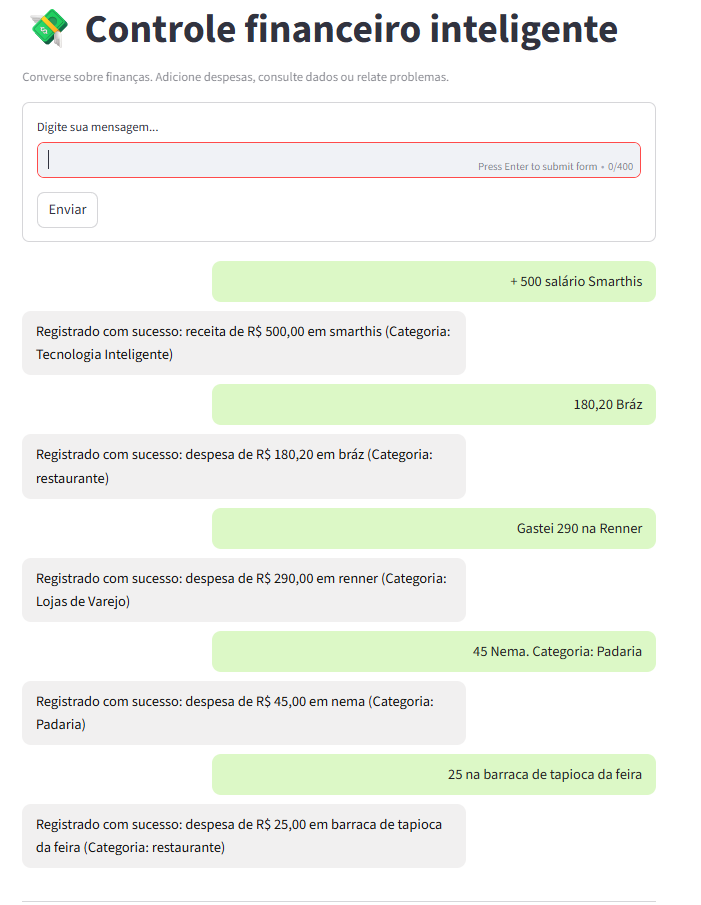 Controle financeiro inteligente
Converse sobre finanças. Adicione despesas, consulte dados ou relate problemas.
Digite sua mensagem...
Press Enter to submit form • 0/400
Enviar
+ 500 salário Smarthis
Registrado com sucesso: receita de R$ 500,00 em smarthis (Categoria:
Tecnologia Inteligente)
180,20 Bráz
Registrado com sucesso: despesa de R$ 180,20 em bráz (Categoria:
restaurante)
Gastei 290 na Renner
Registrado com sucesso: despesa de R$ 290,00 em renner (Categoria:
Lojas de Varejo)
45 Nema. Categoria: Padaria
Registrado com sucesso: despesa de R$ 45,00 em nema (Categoria:
Padaria)
25 na barraca de tapioca da feira
Registrado com sucesso: despesa de R$ 25,00 em barraca de tapioca
da feira (Categoria: restaurante)